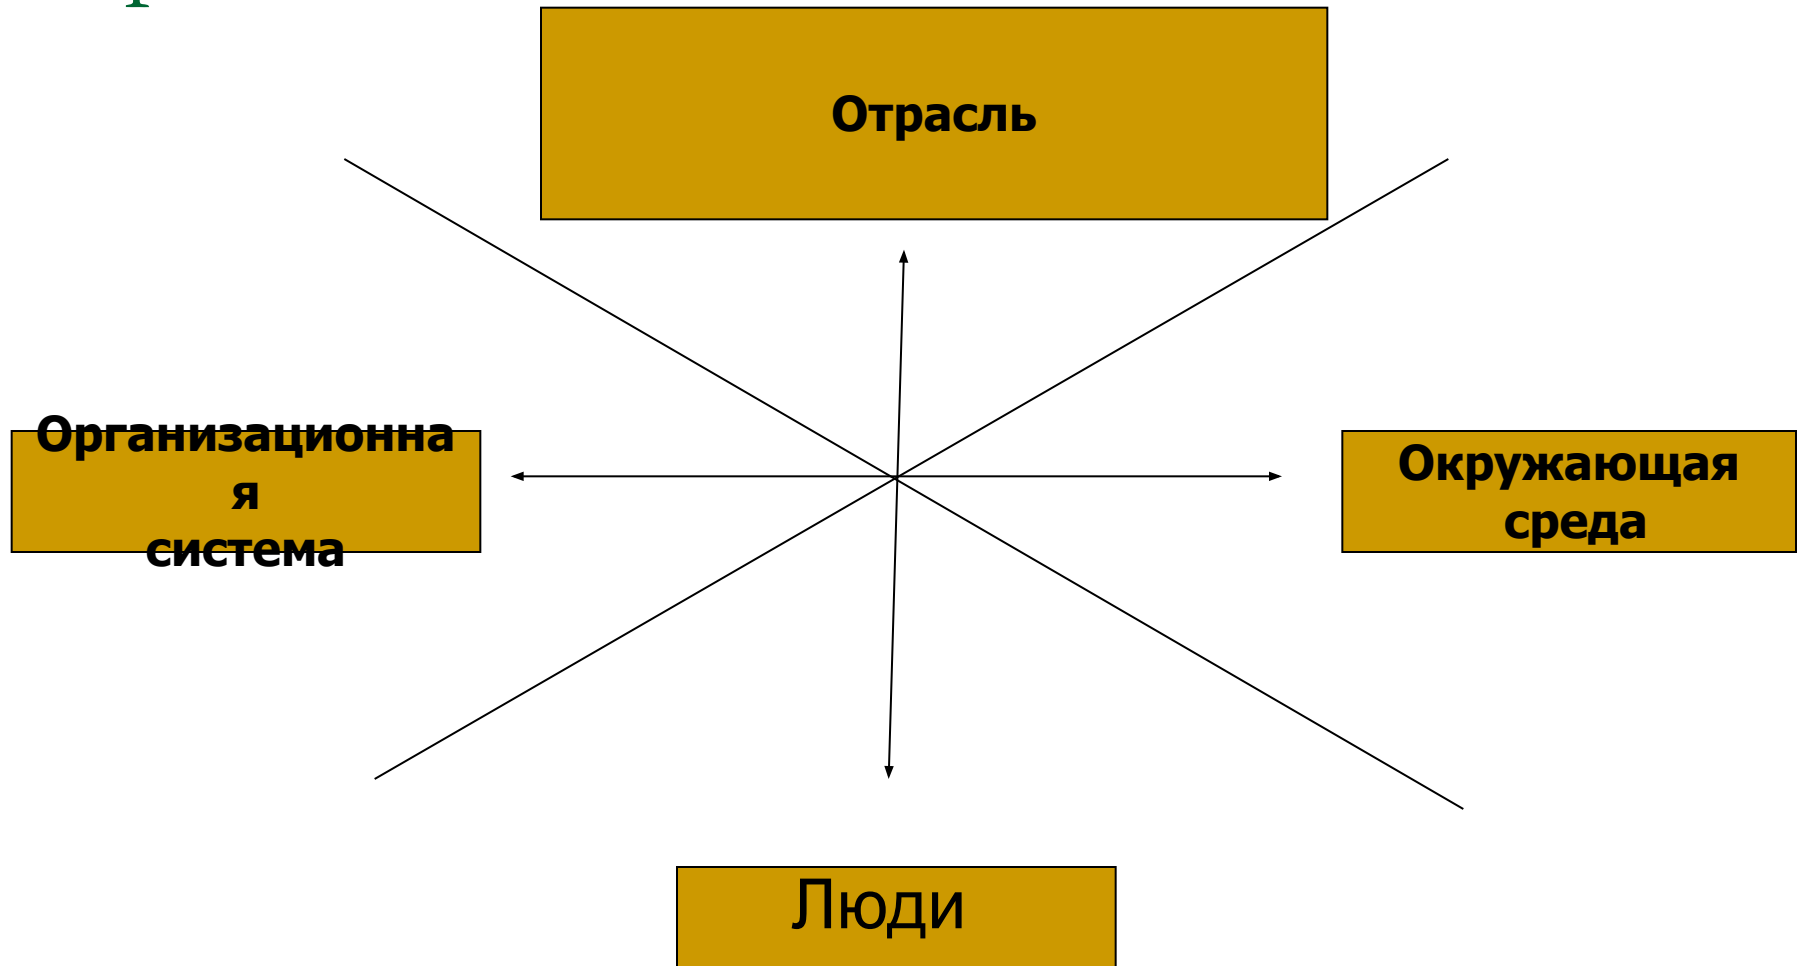 Отрасль
Организационна
я
система
Окружающая
среда
Люди